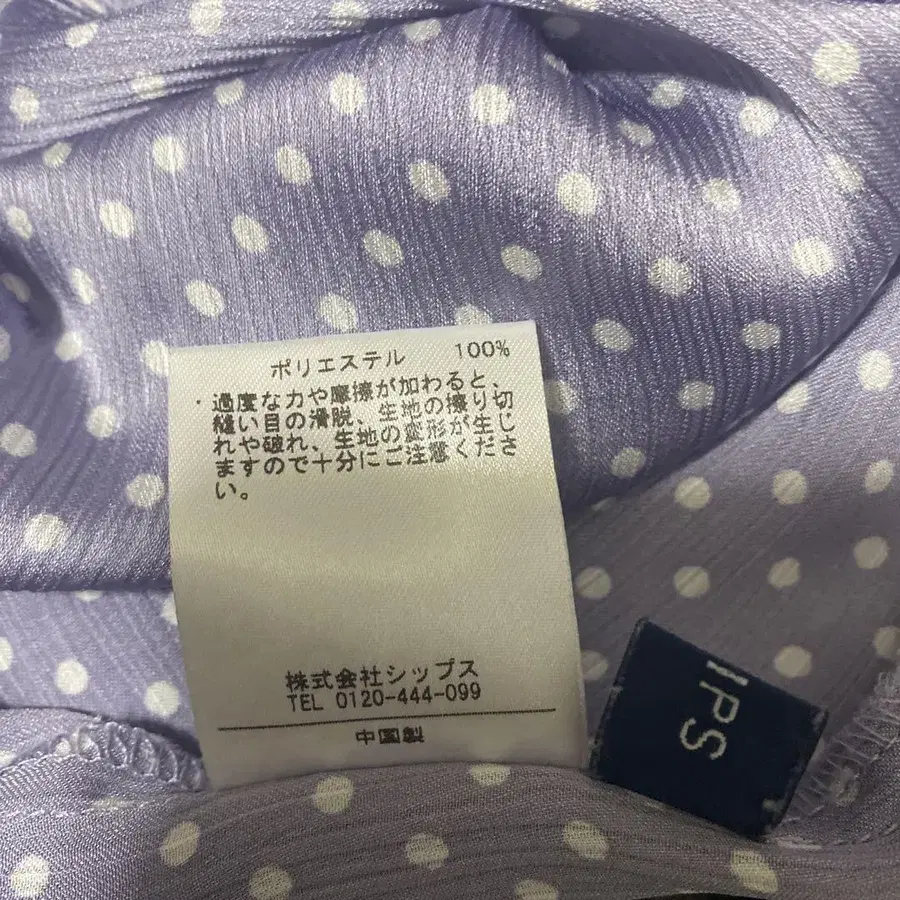 ポリエステル 100%
・過度な力や摩擦が加わると、
縫い目の滑脱、生地の擦り切
れや破れ、生地の変形が生じ
ますので十分にご注意くださ
い。
株式会社シップス
TEL 0120-444-099
中国製
IPS